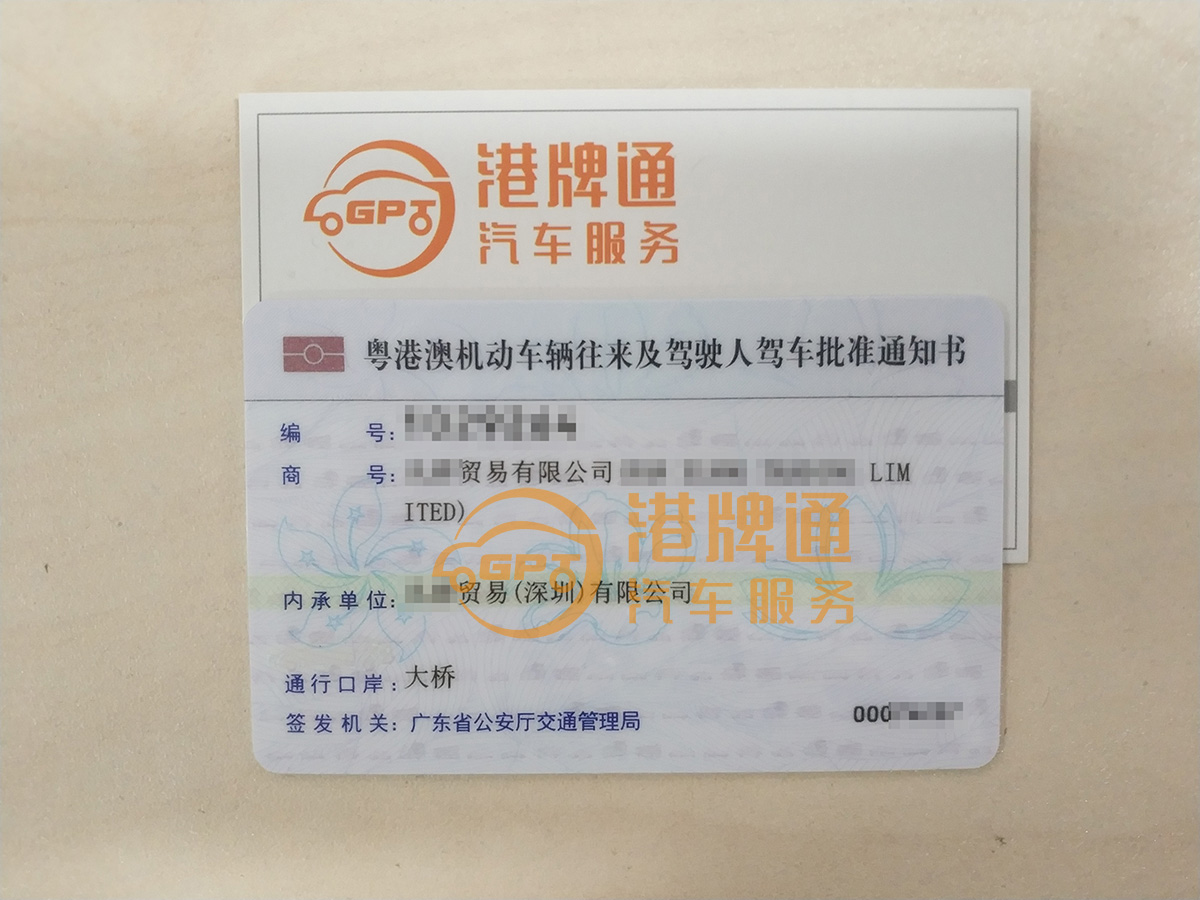 GPT
港牌通
汽车服务
粤港澳机动车辆往来及驾驶人驾车批准通知书
编 号:
商 号: 贸易有限公司 LIM
ITED)
GPT
港牌通
汽车服务
内承单位: 贸易(深圳)有限公司
通行口岸: 大桥
签发机关: 广东省公安厅交通管理局
000